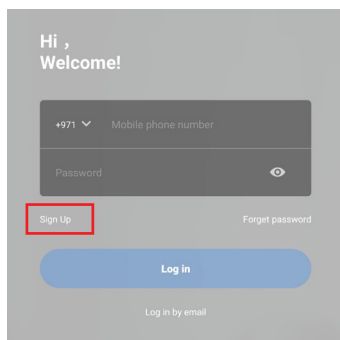 Hi ,
Welcome!
+971 Mobile phone number
Password
Sign Up Forget password
Log in
Log in by email